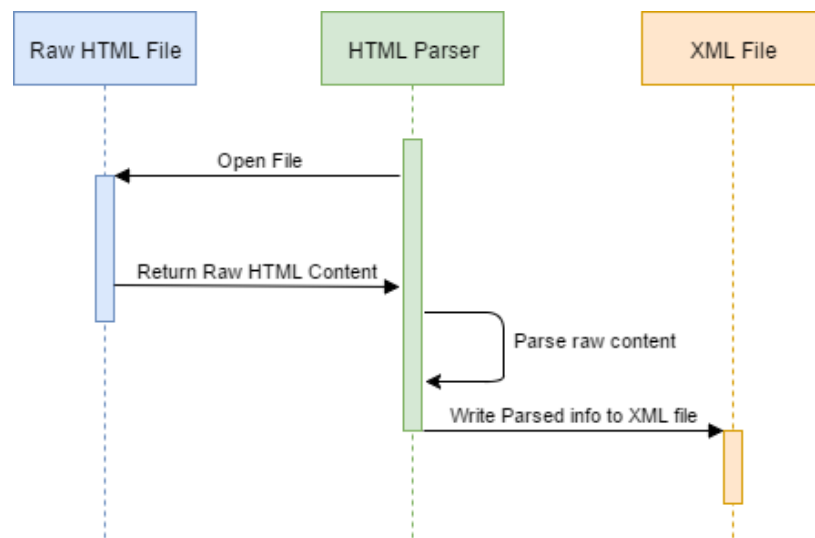 Raw HTML File
HTML Parser
XML File
Open File
Return Raw HTML Content
Parse raw content
Write Parsed info to XML file